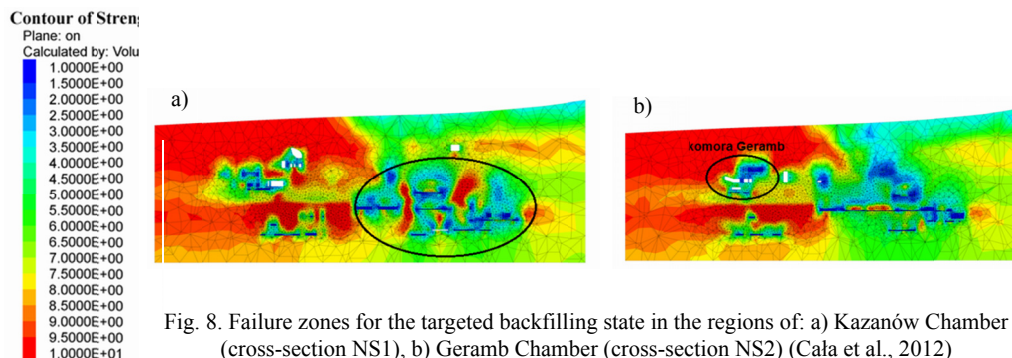 Contour of Streng
Plane: on
Calculated by: Volu
1.0000E+00
1.5000E+00
2.0000E+00
2.5000E+00
3.0000E+00
3.5000E+00
4.0000E+00
4.5000E+00
5.0000E+00
5.5000E+00
6.0000E+00
6.5000E+00
7.0000E+00
7.5000E+00
8.0000E+00
8.5000E+00
9.0000E+00
9.5000E+00
1.0000E+01
a)
b)
komora Geramb
Fig. 8. Failure zones for the targeted backfilling state in the regions of: a) Kazanów Chamber
(cross-section NS1), b) Geramb Chamber (cross-section NS2) (Cała et al., 2012)